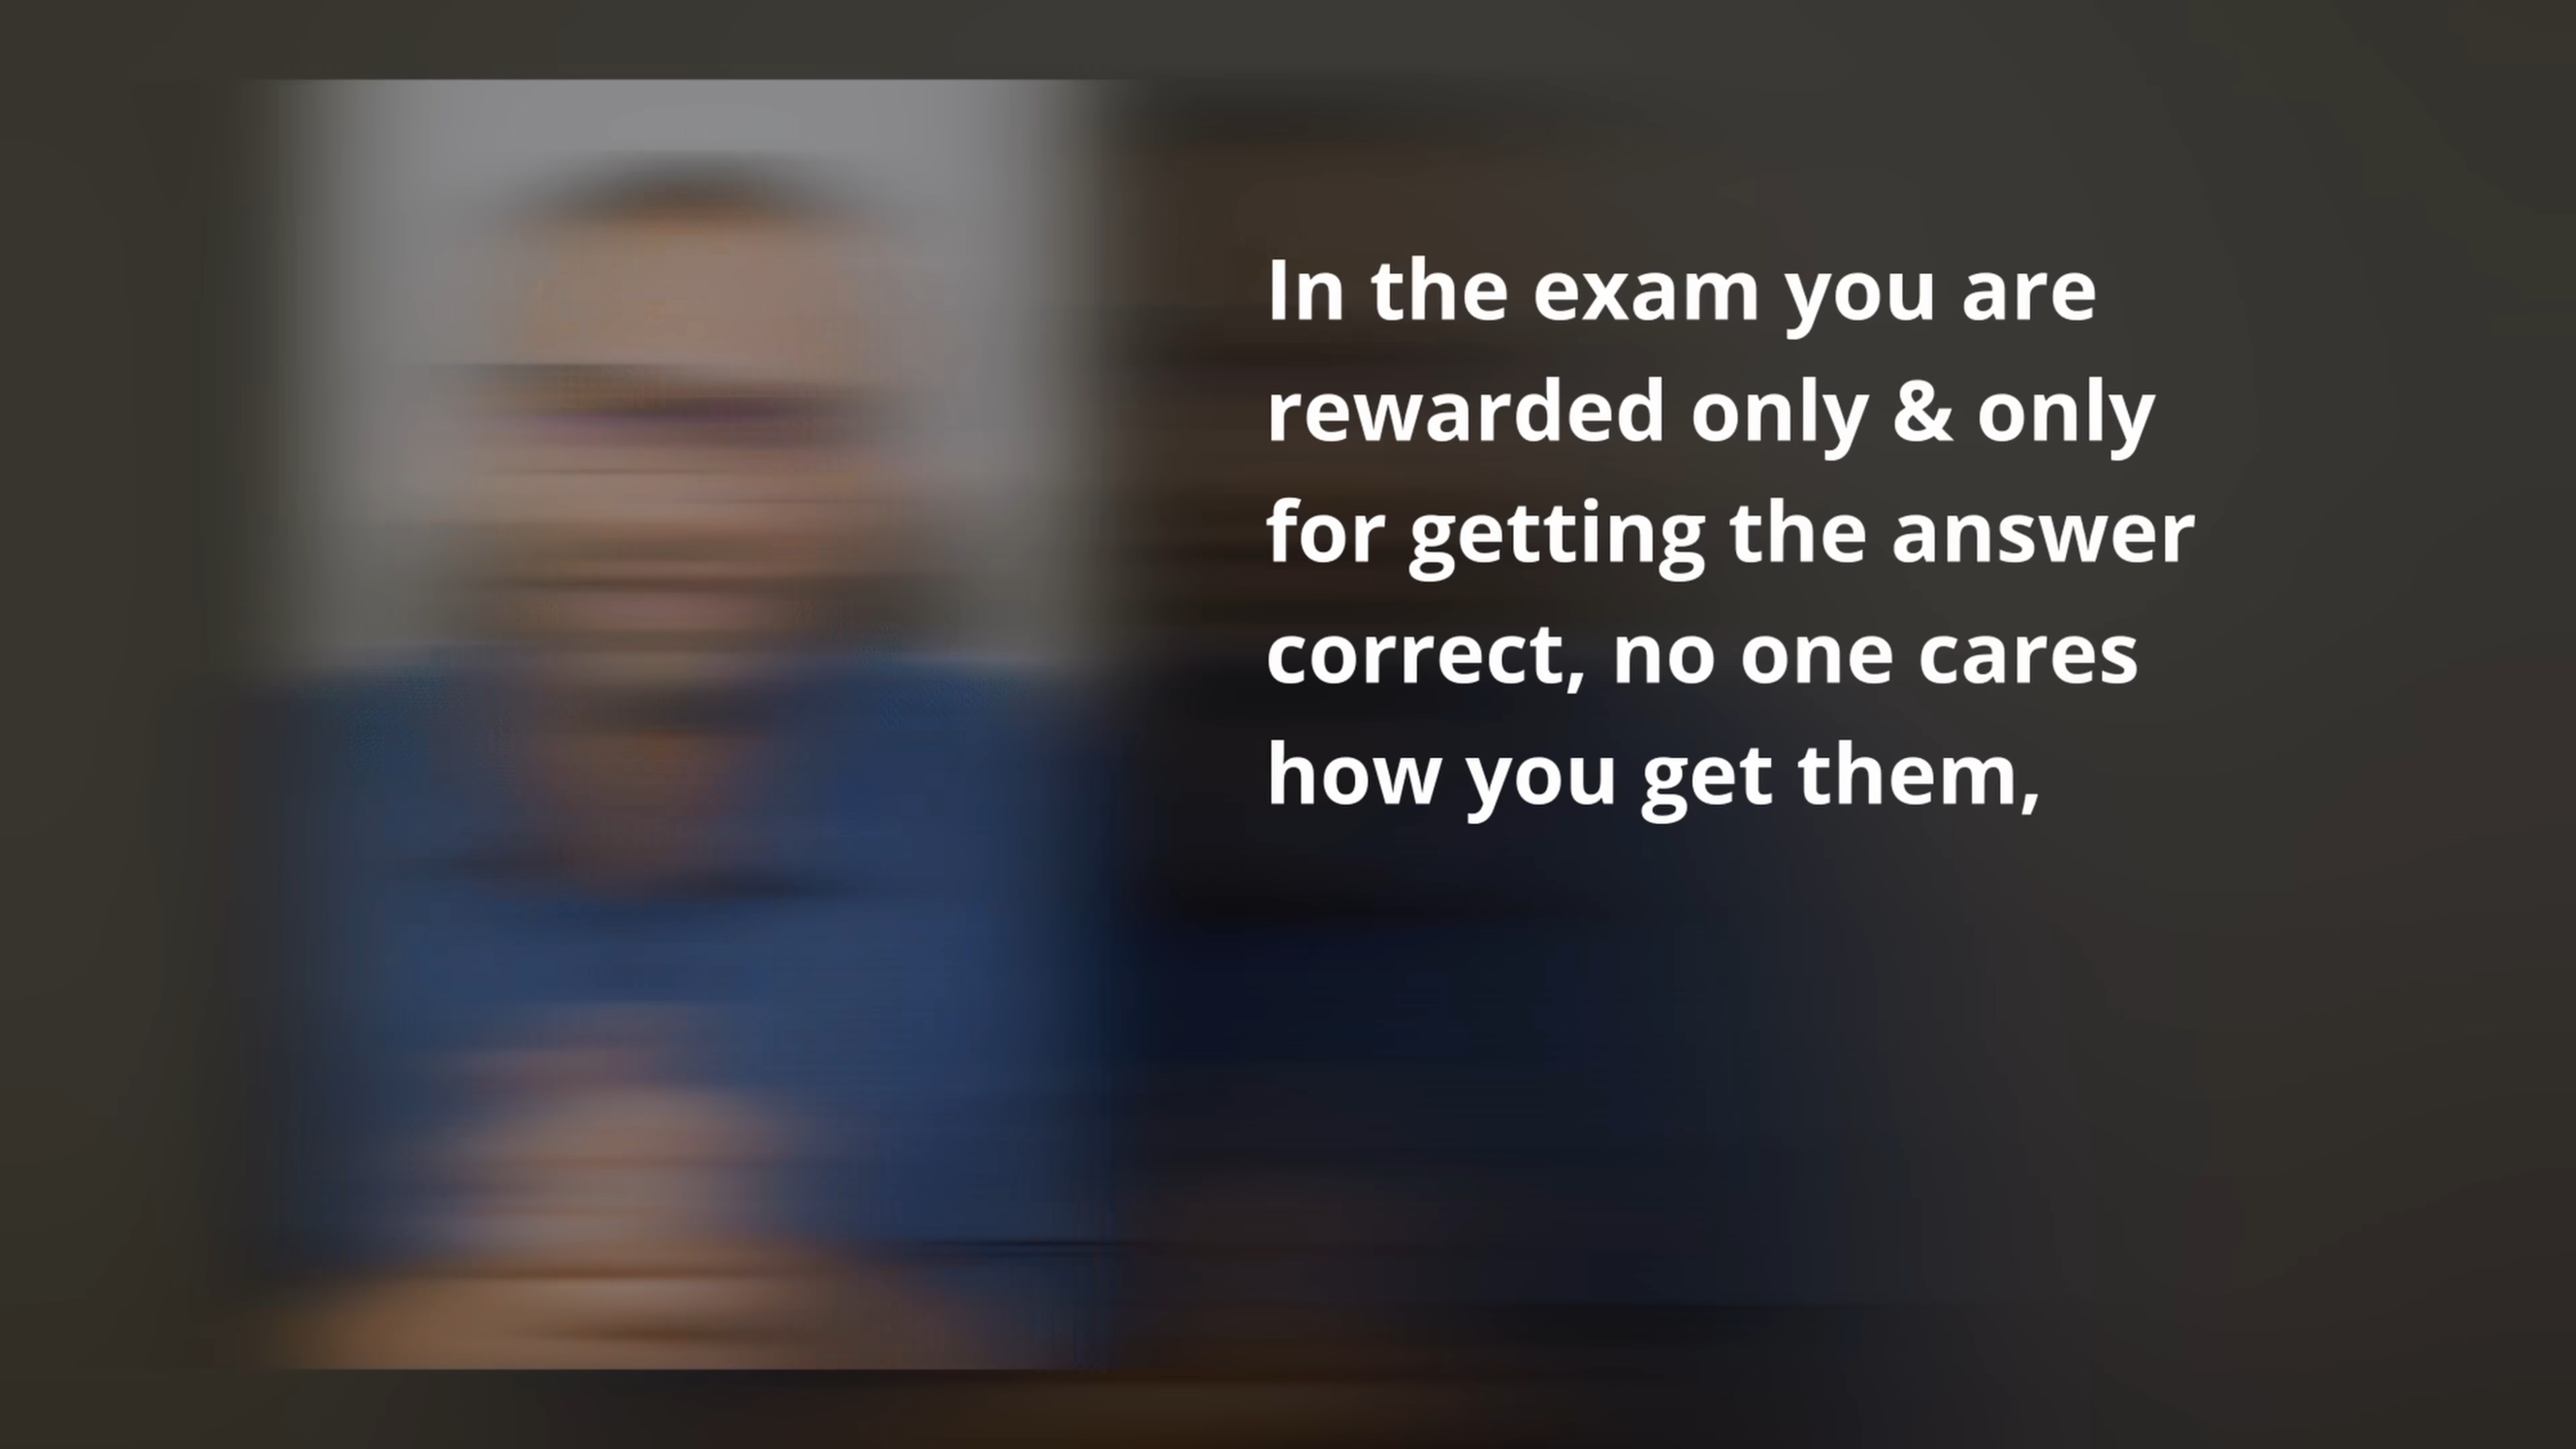 In the exam you are
rewarded only & only
for getting the answer
correct, no one cares
how you get them,